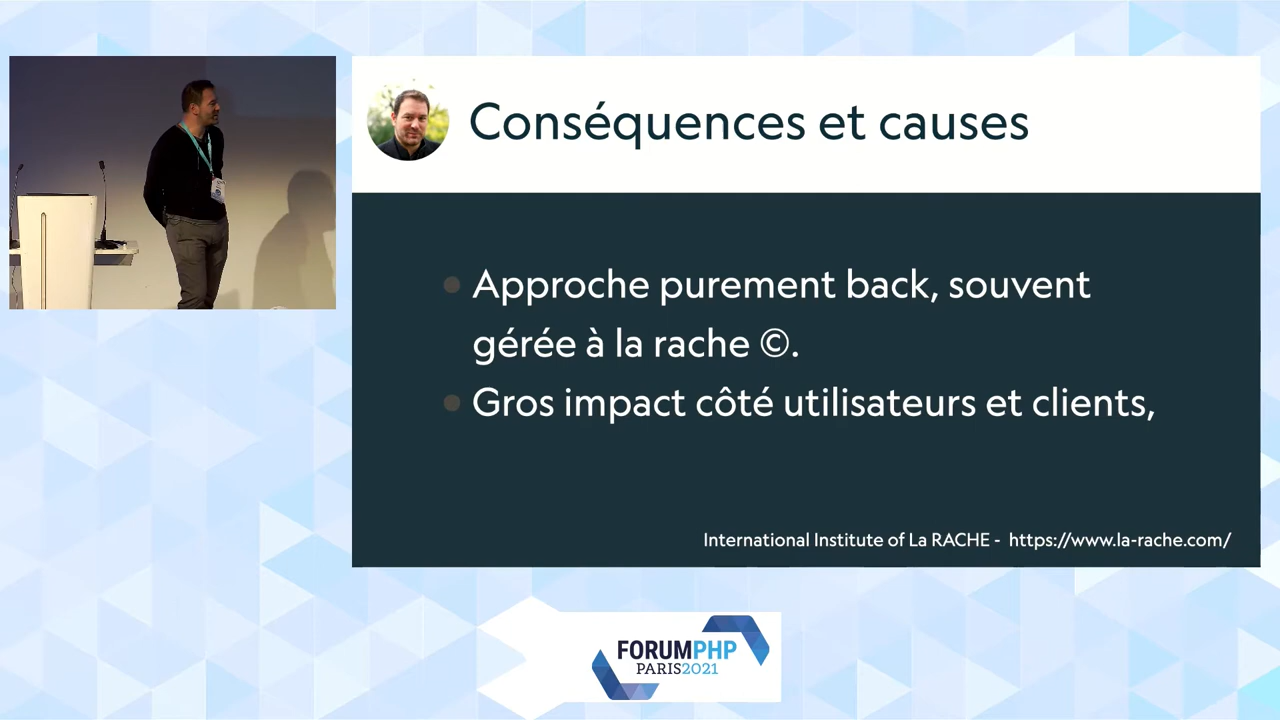 Conséquences et causes
Approche purement back, souvent
gérée à la rache ©.
Gros impact côté utilisateurs et clients,
International Institute of La RACHE - https://www.la-rache.com/
FORUMPHP
PARIS2021